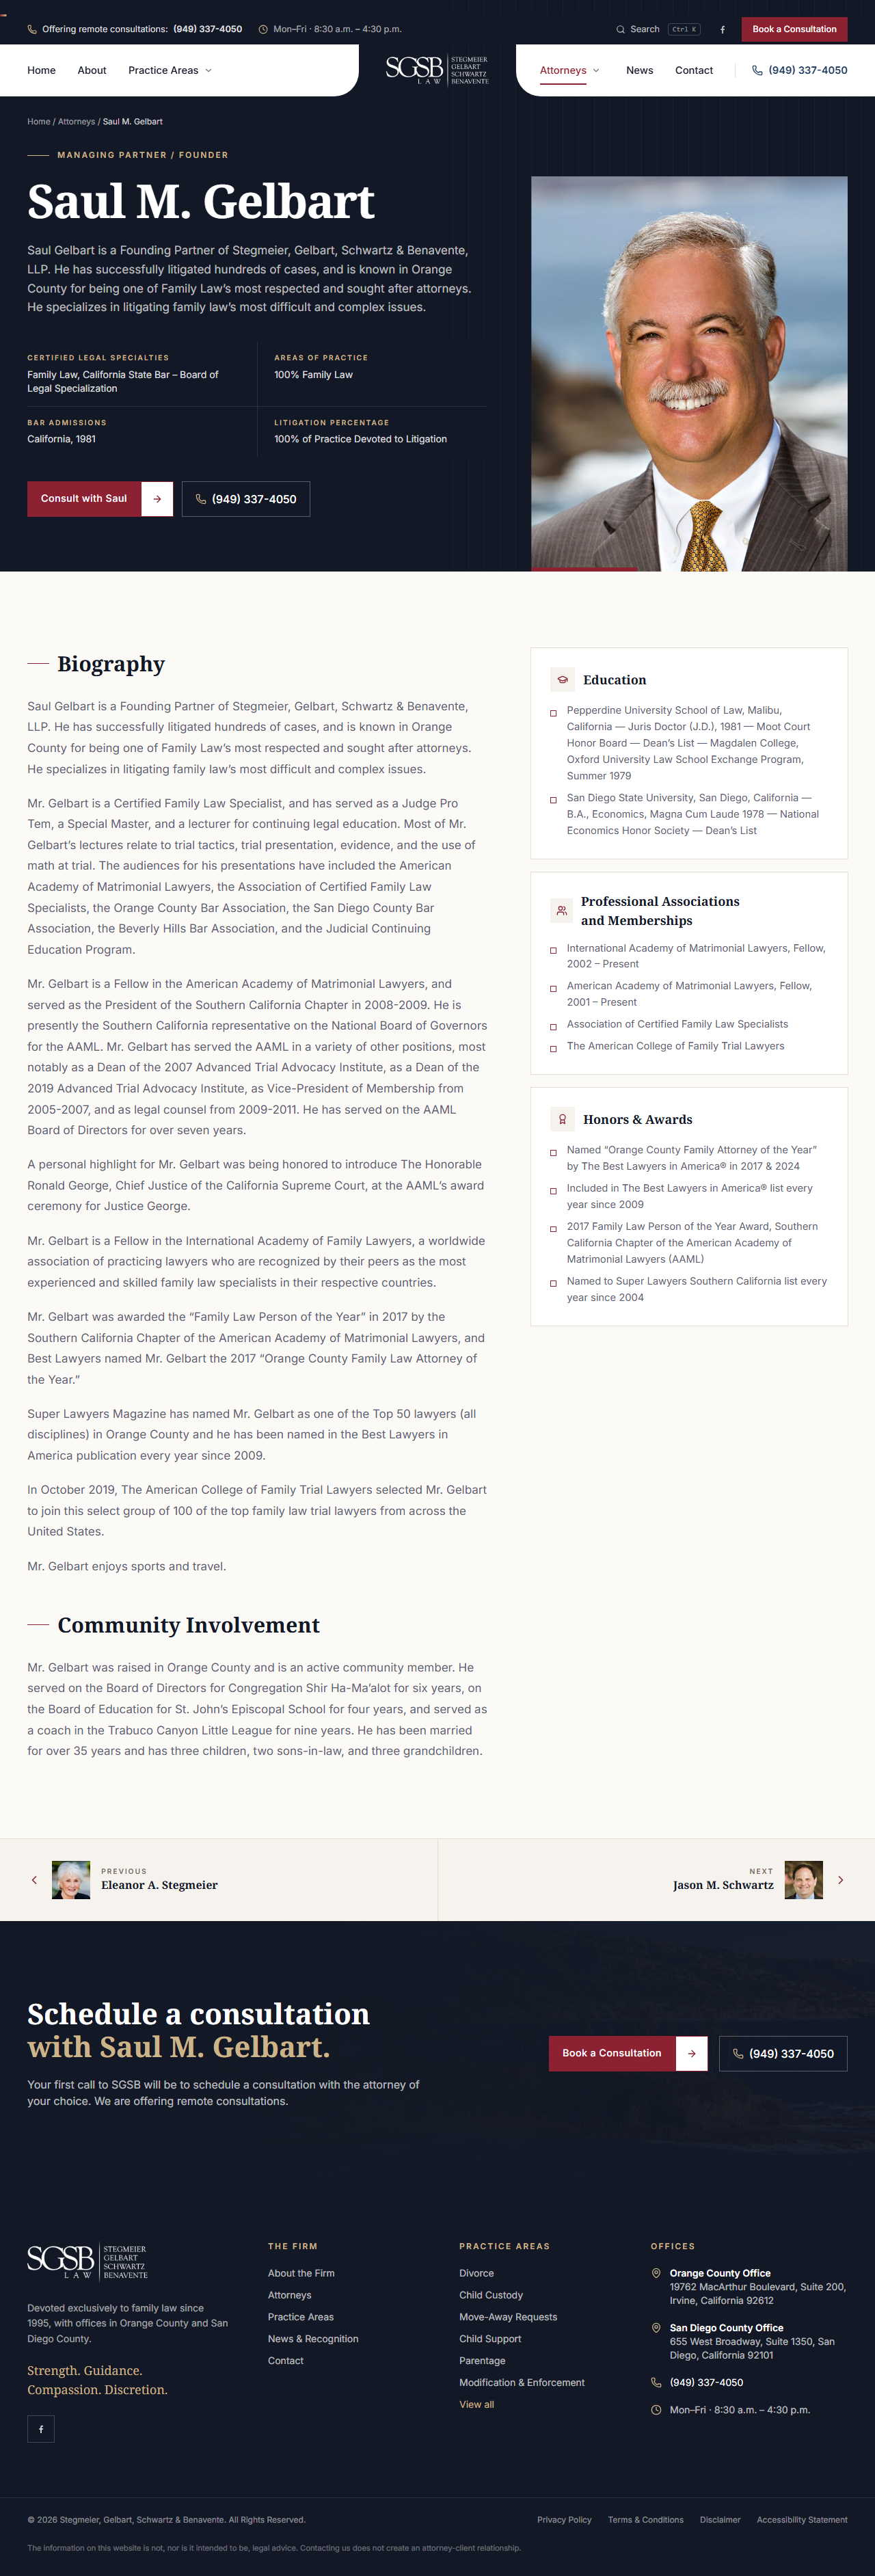 Offering remote consultations: (949) 337-4050
Mon–Fri · 8:30 a.m. – 4:30 p.m.
Search Ctrl K
Book a Consultation
Home About Practice Areas
SGSB LAW
STEGMEIER
GELBART
SCHWARTZ
BENAVENTE
Attorneys News Contact (949) 337-4050
Home / Attorneys / Saul M. Gelbart
MANAGING PARTNER / FOUNDER
Saul M. Gelbart
Saul Gelbart is a Founding Partner of Stegmeier, Gelbart, Schwartz & Benavente,
LLP. He has successfully litigated hundreds of cases, and is known in Orange
County for being one of Family Law’s most respected and sought after attorneys.
He specializes in litigating family law’s most difficult and complex issues.
CERTIFIED LEGAL SPECIALTIES
Family Law, California State Bar – Board of
Legal Specialization
AREAS OF PRACTICE
100% Family Law
BAR ADMISSIONS
California, 1981
LITIGATION PERCENTAGE
100% of Practice Devoted to Litigation
Consult with Saul
(949) 337-4050
Biography
Saul Gelbart is a Founding Partner of Stegmeier, Gelbart, Schwartz & Benavente,
LLP. He has successfully litigated hundreds of cases, and is known in Orange
County for being one of Family Law’s most respected and sought after attorneys.
He specializes in litigating family law’s most difficult and complex issues.
Mr. Gelbart is a Certified Family Law Specialist, and has served as a Judge Pro
Tem, a Special Master, and a lecturer for continuing legal education. Most of Mr.
Gelbart’s lectures relate to trial tactics, trial presentation, evidence, and the use of
math at trial. The audiences for his presentations have included the American
Academy of Matrimonial Lawyers, the Association of Certified Family Law
Specialists, the Orange County Bar Association, the San Diego County Bar
Association, the Beverly Hills Bar Association, and the Judicial Continuing
Education Program.
Mr. Gelbart is a Fellow in the American Academy of Matrimonial Lawyers, and
served as the President of the Southern California Chapter in 2008-2009. He is
presently the Southern California representative on the National Board of Governors
for the AAML. Mr. Gelbart has served the AAML in a variety of other positions, most
notably as a Dean of the 2007 Advanced Trial Advocacy Institute, as a Dean of the
2019 Advanced Trial Advocacy Institute, as Vice-President of Membership from
2005-2007, and as legal counsel from 2009-2011. He has served on the AAML
Board of Directors for over seven years.
A personal highlight for Mr. Gelbart was being honored to introduce The Honorable
Ronald George, Chief Justice of the California Supreme Court, at the AAML’s award
ceremony for Justice George.
Mr. Gelbart is a Fellow in the International Academy of Family Lawyers, a worldwide
association of practicing lawyers who are recognized by their peers as the most
experienced and skilled family law specialists in their respective countries.
Mr. Gelbart was awarded the “Family Law Person of the Year” in 2017 by the
Southern California Chapter of the American Academy of Matrimonial Lawyers, and
Best Lawyers named Mr. Gelbart the 2017 “Orange County Family Law Attorney of
the Year.”
Super Lawyers Magazine has named Mr. Gelbart as one of the Top 50 lawyers (all
disciplines) in Orange County and he has been named in the Best Lawyers in
America publication every year since 2009.
In October 2019, The American College of Family Trial Lawyers selected Mr. Gelbart
to join this select group of 100 of the top family law trial lawyers from across the
United States.
Mr. Gelbart enjoys sports and travel.
Community Involvement
Mr. Gelbart was raised in Orange County and is an active community member. He
served on the Board of Directors for Congregation Shir Ha-Ma’alot for six years, on
the Board of Education for St. John’s Episcopal School for four years, and served as
a coach in the Trabuco Canyon Little League for nine years. He has been married
for over 35 years and has three children, two sons-in-law, and three grandchildren.
Education
Pepperdine University School of Law, Malibu,
California — Juris Doctor (J.D.), 1981 — Moot Court
Honor Board — Dean’s List — Magdalen College,
Oxford University Law School Exchange Program,
Summer 1979
San Diego State University, San Diego, California —
B.A., Economics, Magna Cum Laude 1978 — National
Economics Honor Society — Dean’s List
Professional Associations
and Memberships
International Academy of Matrimonial Lawyers, Fellow,
2002 – Present
American Academy of Matrimonial Lawyers, Fellow,
2001 – Present
Association of Certified Family Law Specialists
The American College of Family Trial Lawyers
Honors & Awards
Named “Orange County Family Attorney of the Year”
by The Best Lawyers in America® in 2017 & 2024
Included in The Best Lawyers in America® list every
year since 2009
2017 Family Law Person of the Year Award, Southern
California Chapter of the American Academy of
Matrimonial Lawyers (AAML)
Named to Super Lawyers Southern California list every
year since 2004
PREVIOUS
Eleanor A. Stegmeier
NEXT
Jason M. Schwartz
Schedule a consultation
with Saul M. Gelbart.
Your first call to SGSB will be to schedule a consultation with the attorney of
your choice. We are offering remote consultations.
Book a Consultation
(949) 337-4050
SGSB LAW
STEGMEIER
GELBART
SCHWARTZ
BENAVENTE
Devoted exclusively to family law since
1995, with offices in Orange County and San
Diego County.
Strength. Guidance.
Compassion. Discretion.
THE FIRM
About the Firm
Attorneys
Practice Areas
News & Recognition
Contact
PRACTICE AREAS
Divorce
Child Custody
Move-Away Requests
Child Support
Parentage
Modification & Enforcement
View all
OFFICES
Orange County Office
19762 MacArthur Boulevard, Suite 200,
Irvine, California 92612
San Diego County Office
655 West Broadway, Suite 1350, San
Diego, California 92101
(949) 337-4050
Mon–Fri · 8:30 a.m. – 4:30 p.m.
© 2026 Stegmeier, Gelbart, Schwartz & Benavente. All Rights Reserved.
Privacy Policy Terms & Conditions Disclaimer Accessibility Statement
The information on this website is not, nor is it intended to be, legal advice. Contacting us does not create an attorney-client relationship.